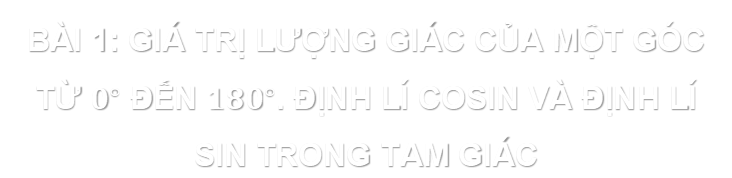 BÀI 1: GIÁ TRỊ LƯỢNG GIÁC CỦA MỘT GÓC
TỪ 0° ĐẾN 180°. ĐỊNH LÍ COSIN VÀ ĐỊNH LÍ
SIN TRONG TAM GIÁC